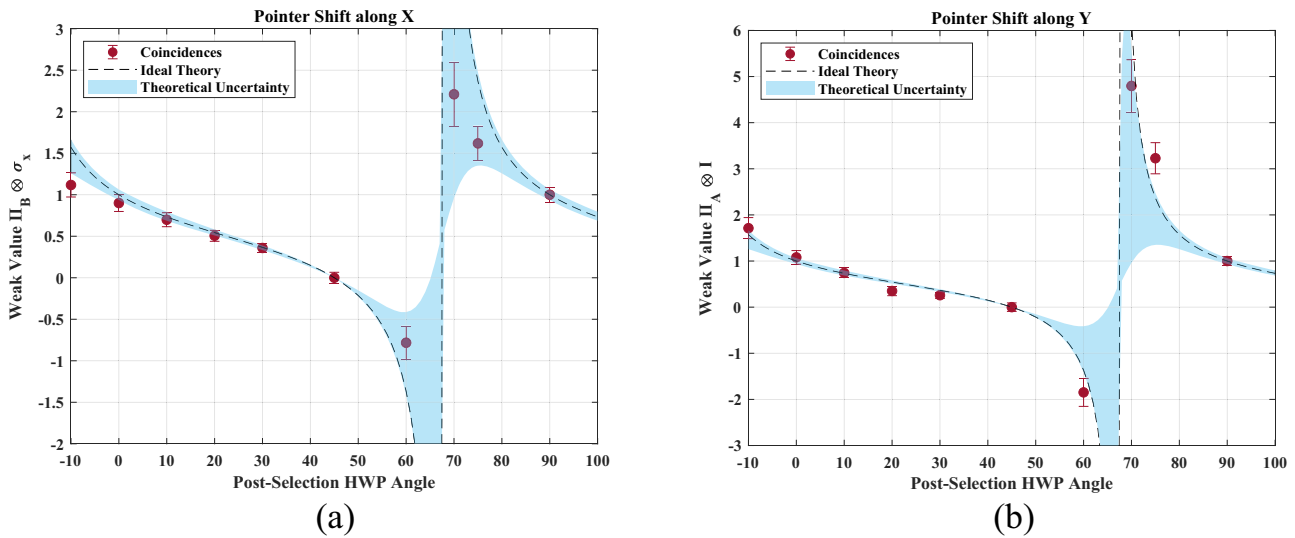 Pointer Shift along X
Coincidences
Ideal Theory
Theoretical Uncertainty
Weak Value Π_B ⊗ σ_x
3
2.5
2
1.5
1
0.5
0
-0.5
-1
-1.5
-2
-10 0 10 20 30 40 50 60 70 80 90 100
Post-Selection HWP Angle
(a)
Pointer Shift along Y
Coincidences
Ideal Theory
Theoretical Uncertainty
Weak Value Π_A ⊗ I
6
5
4
3
2
1
0
-1
-2
-3
-10 0 10 20 30 40 50 60 70 80 90 100
Post-Selection HWP Angle
(b)